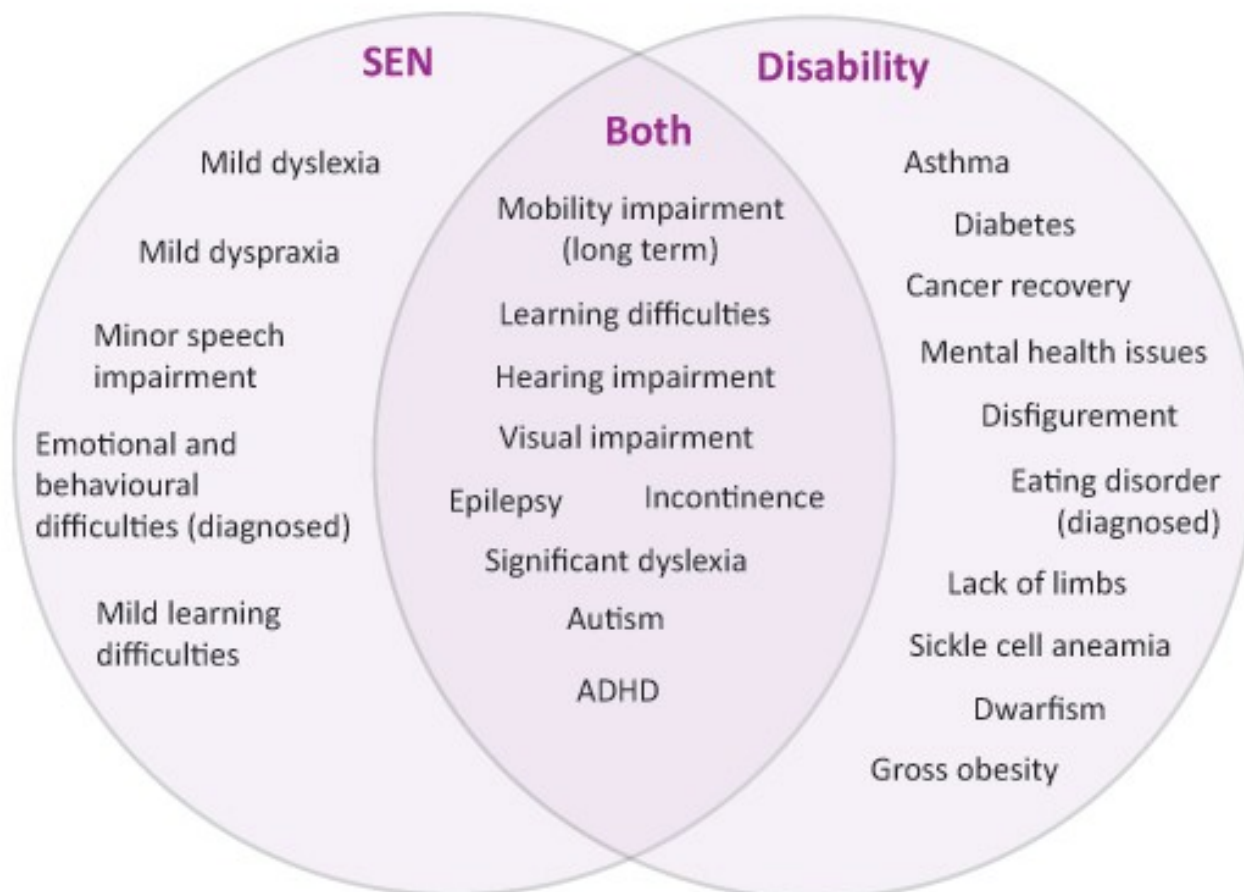 SEN
Mild dyslexia
Mild dyspraxia
Minor speech
impairment
Emotional and
behavioural
difficulties (diagnosed)
Mild learning
difficulties
Both
Mobility impairment
(long term)
Learning difficulties
Hearing impairment
Visual impairment
Epilepsy
Incontinence
Significant dyslexia
Autism
ADHD
Disability
Asthma
Diabetes
Cancer recovery
Mental health issues
Disfigurement
Eating disorder
(diagnosed)
Lack of limbs
Sickle cell aneamia
Dwarfism
Gross obesity